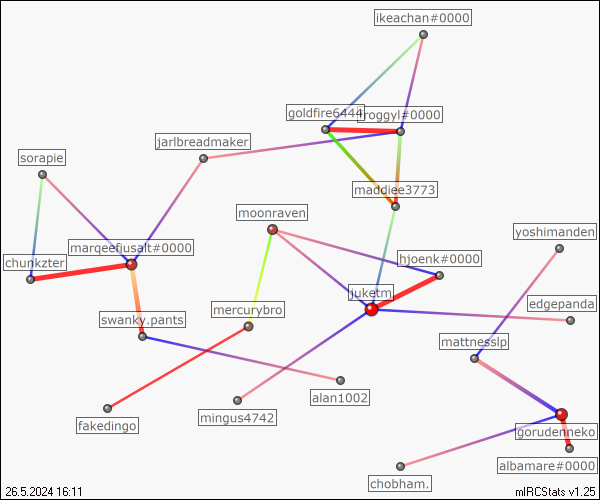 ikeachan#0000
goldfire6444
froggyl#0000
jarlbreadmaker
sorapie
maddiee3773
moonraven
yoshimanden
marqeefjusalt#0000
chunkzter
hjoenk#0000
juketm
edgepanda
mercurybro
swanky.pants
mattnesslp
alan1002
mingus4742
fakedingo
gorudenneko
albamare#0000
chobham.
26.5.2024 16:11
mIRCStats v1.25